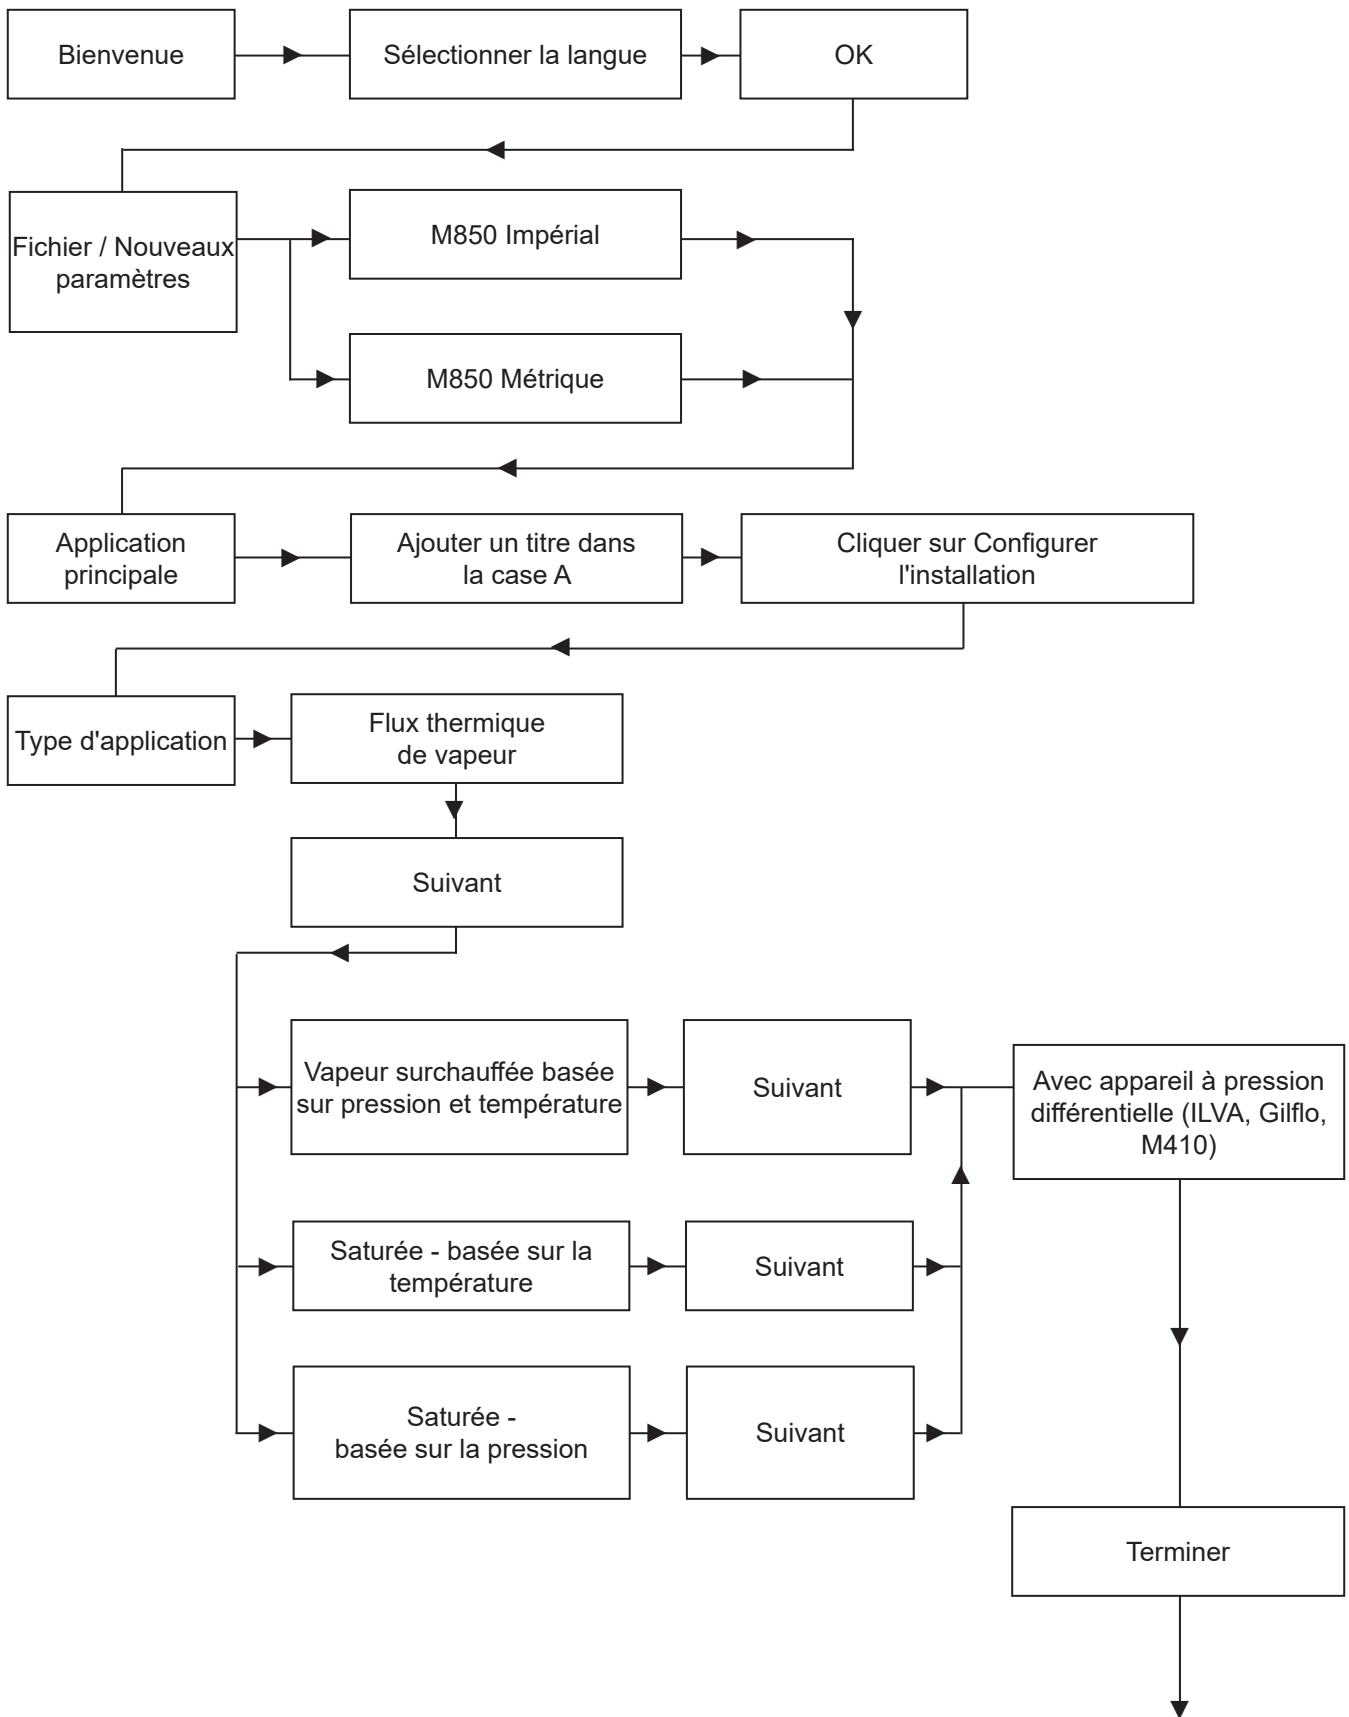 Bienvenue
Sélectionner la langue
OK
Fichier / Nouveaux
paramètres
M850 Impérial
M850 Métrique
Application
principale
Ajouter un titre dans
la case A
Cliquer sur Configurer
l'installation
Type d'application
Flux thermique
de vapeur
Suivant
Vapeur surchauffée basée
sur pression et température
Suivant
Avec appareil à pression
différentielle (ILVA, Gilflo,
M410)
Saturée - basée sur la
température
Suivant
Saturée -
basée sur la pression
Suivant
Terminer